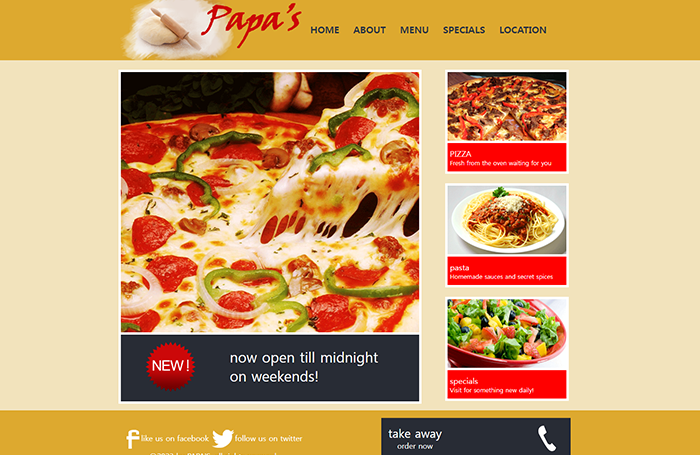 Papa's
HOME ABOUT MENU SPECIALS LOCATION
PIZZA
Fresh from the oven waiting for you
pasta
Homemade sauces and secret spices
NEW!
now open till midnight
on weekends!
specials
Visit for something new daily!
like us on facebook
follow us on twitter
take away
order now